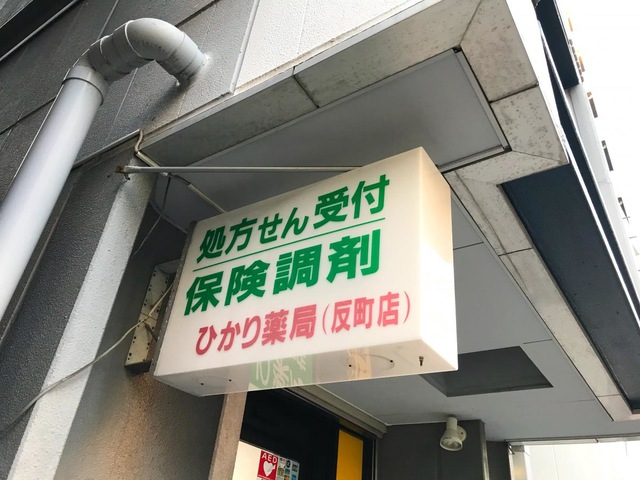 処方せん受付
保険調剤
ひかり薬局(反町店)
AED